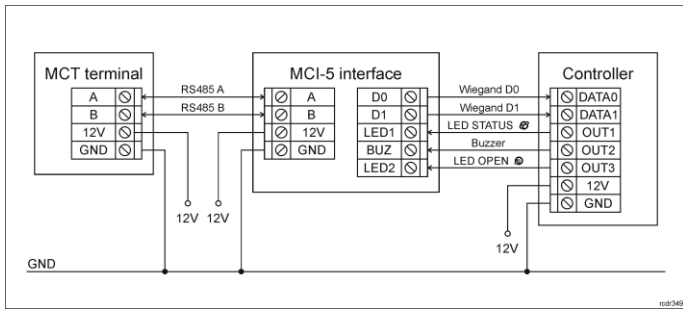 MCT terminal
A
B
12V
GND
RS485 A
RS485 B
MCI-5 interface
A
B
12V
GND
D0
D1
LED1
BUZ
LED2
Wiegand D0
Wiegand D1
LED STATUS
Buzzer
LED OPEN
Controller
DATA0
DATA1
OUT1
OUT2
OUT3
12V
GND
12V
12V
12V
GND
rcdr349